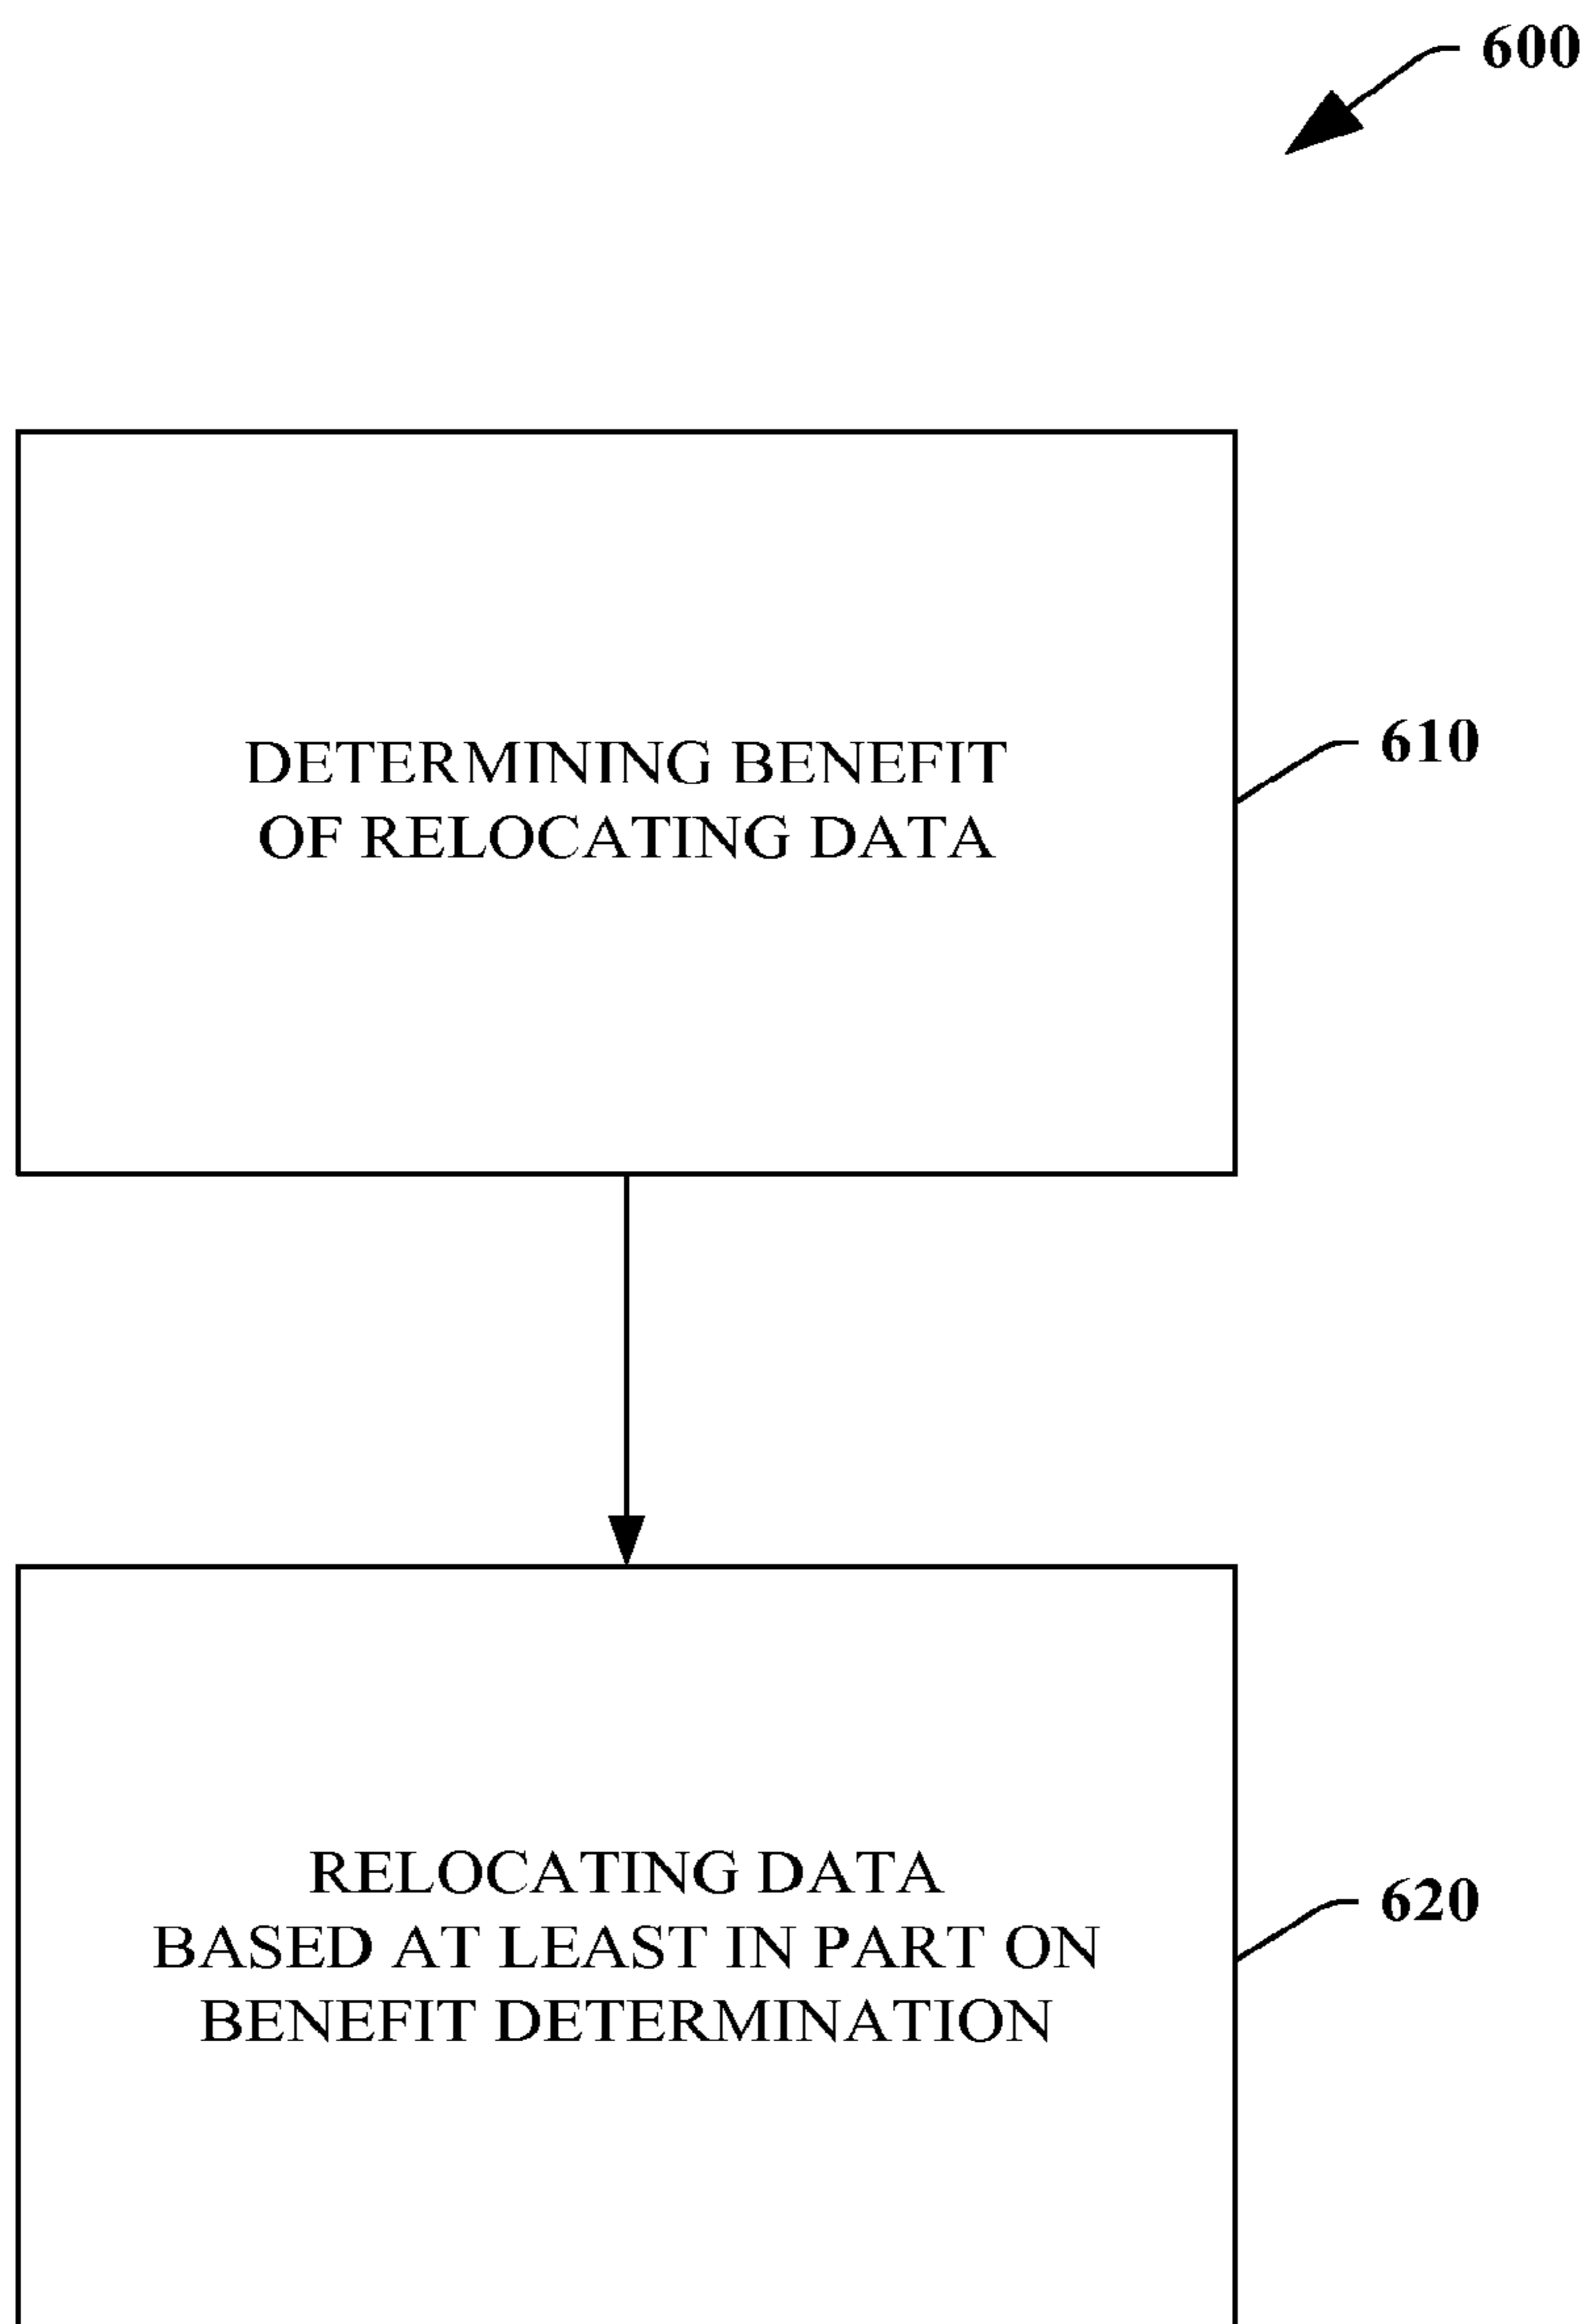 600
DETERMINING BENEFIT
OF RELOCATING DATA
610
RELOCATING DATA
BASED AT LEAST IN PART ON
BENEFIT DETERMINATION
620